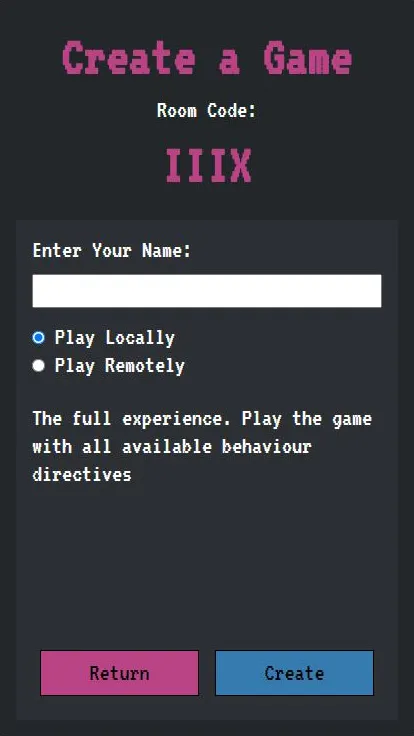 Create a Game
Room Code:
IIIX
Enter Your Name:
Play Locally
Play Remotely
The full experience. Play the game
with all available behaviour
directives
Return
Create